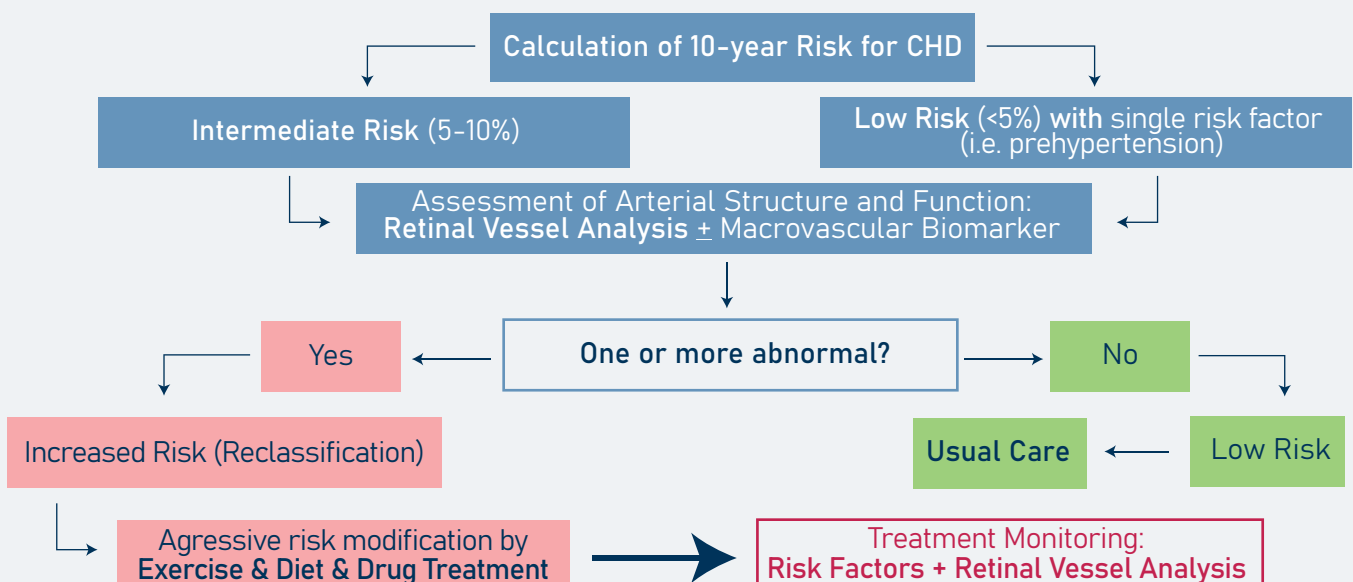 Calculation of 10-year Risk for CHD
Intermediate Risk (5-10%)
Low Risk (<5%) with single risk factor
(i.e. prehypertension)
Assessment of Arterial Structure and Function:
Retinal Vessel Analysis ± Macrovascular Biomarker
Yes
One or more abnormal?
No
Increased Risk (Reclassification)
Usual Care
Low Risk
Agressive risk modification by
Exercise & Diet & Drug Treatment
Treatment Monitoring:
Risk Factors + Retinal Vessel Analysis